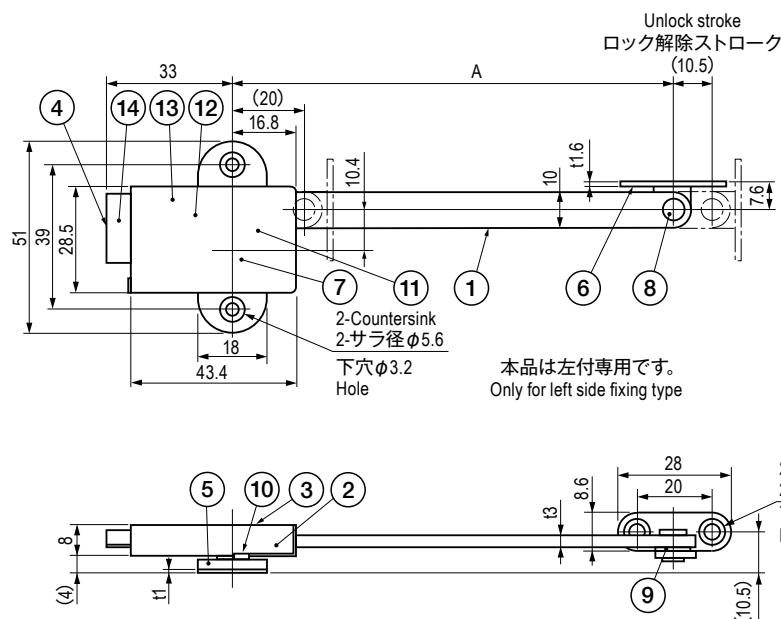 Unlock stroke
ロック解除ストローク
(10.5)
33
A
4
14
13
12
(20)
16.8
51
39
28.5
10.4
10
t1.6
7.6
7
11
1
6
8
2-Countersink
2-サラ径φ5.6
下穴φ3.2
Hole
18
43.4
本品は左付専用です。
Only for left side fixing type
5
10
3
2
8
(4)
t1
t3
8.6
28
20
9
(10.5)